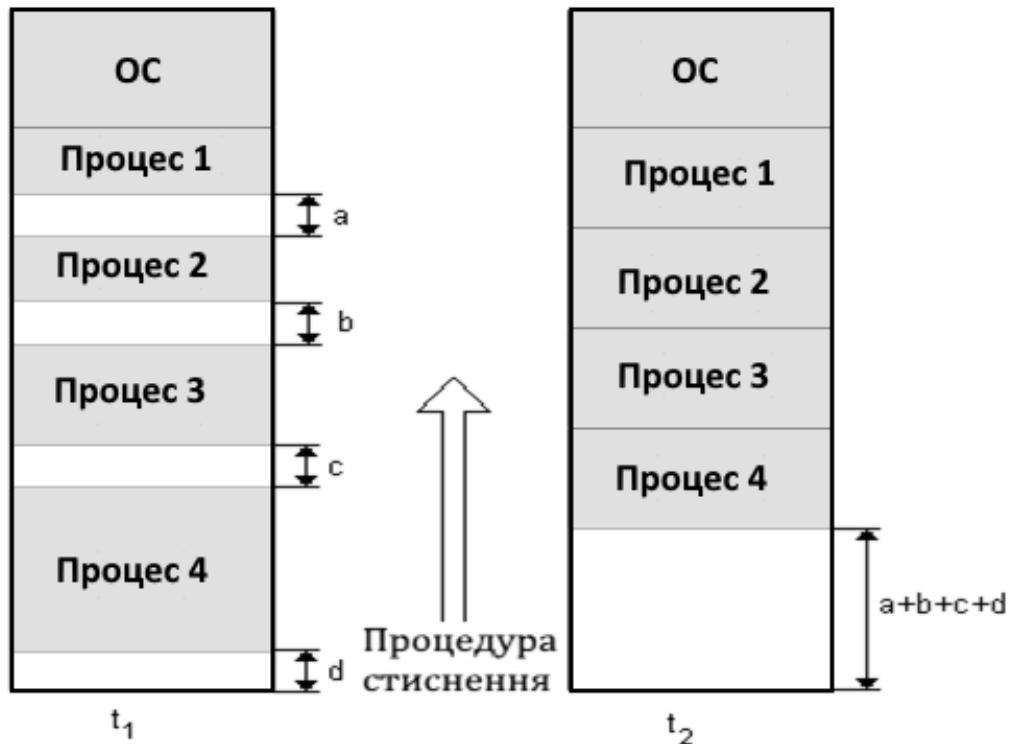 ОС
Процес 1
a
Процес 2
b
Процес 3
c
Процес 4
d
t₁
Процедура
стиснення
ОС
Процес 1
Процес 2
Процес 3
Процес 4
a+b+c+d
t₂